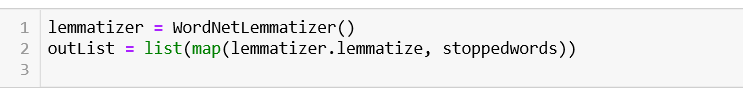 1 lemmatizer = WordNetLemmatizer()
2 outList = list(map(lemmatizer.lemmatize, stoppedwords))
3